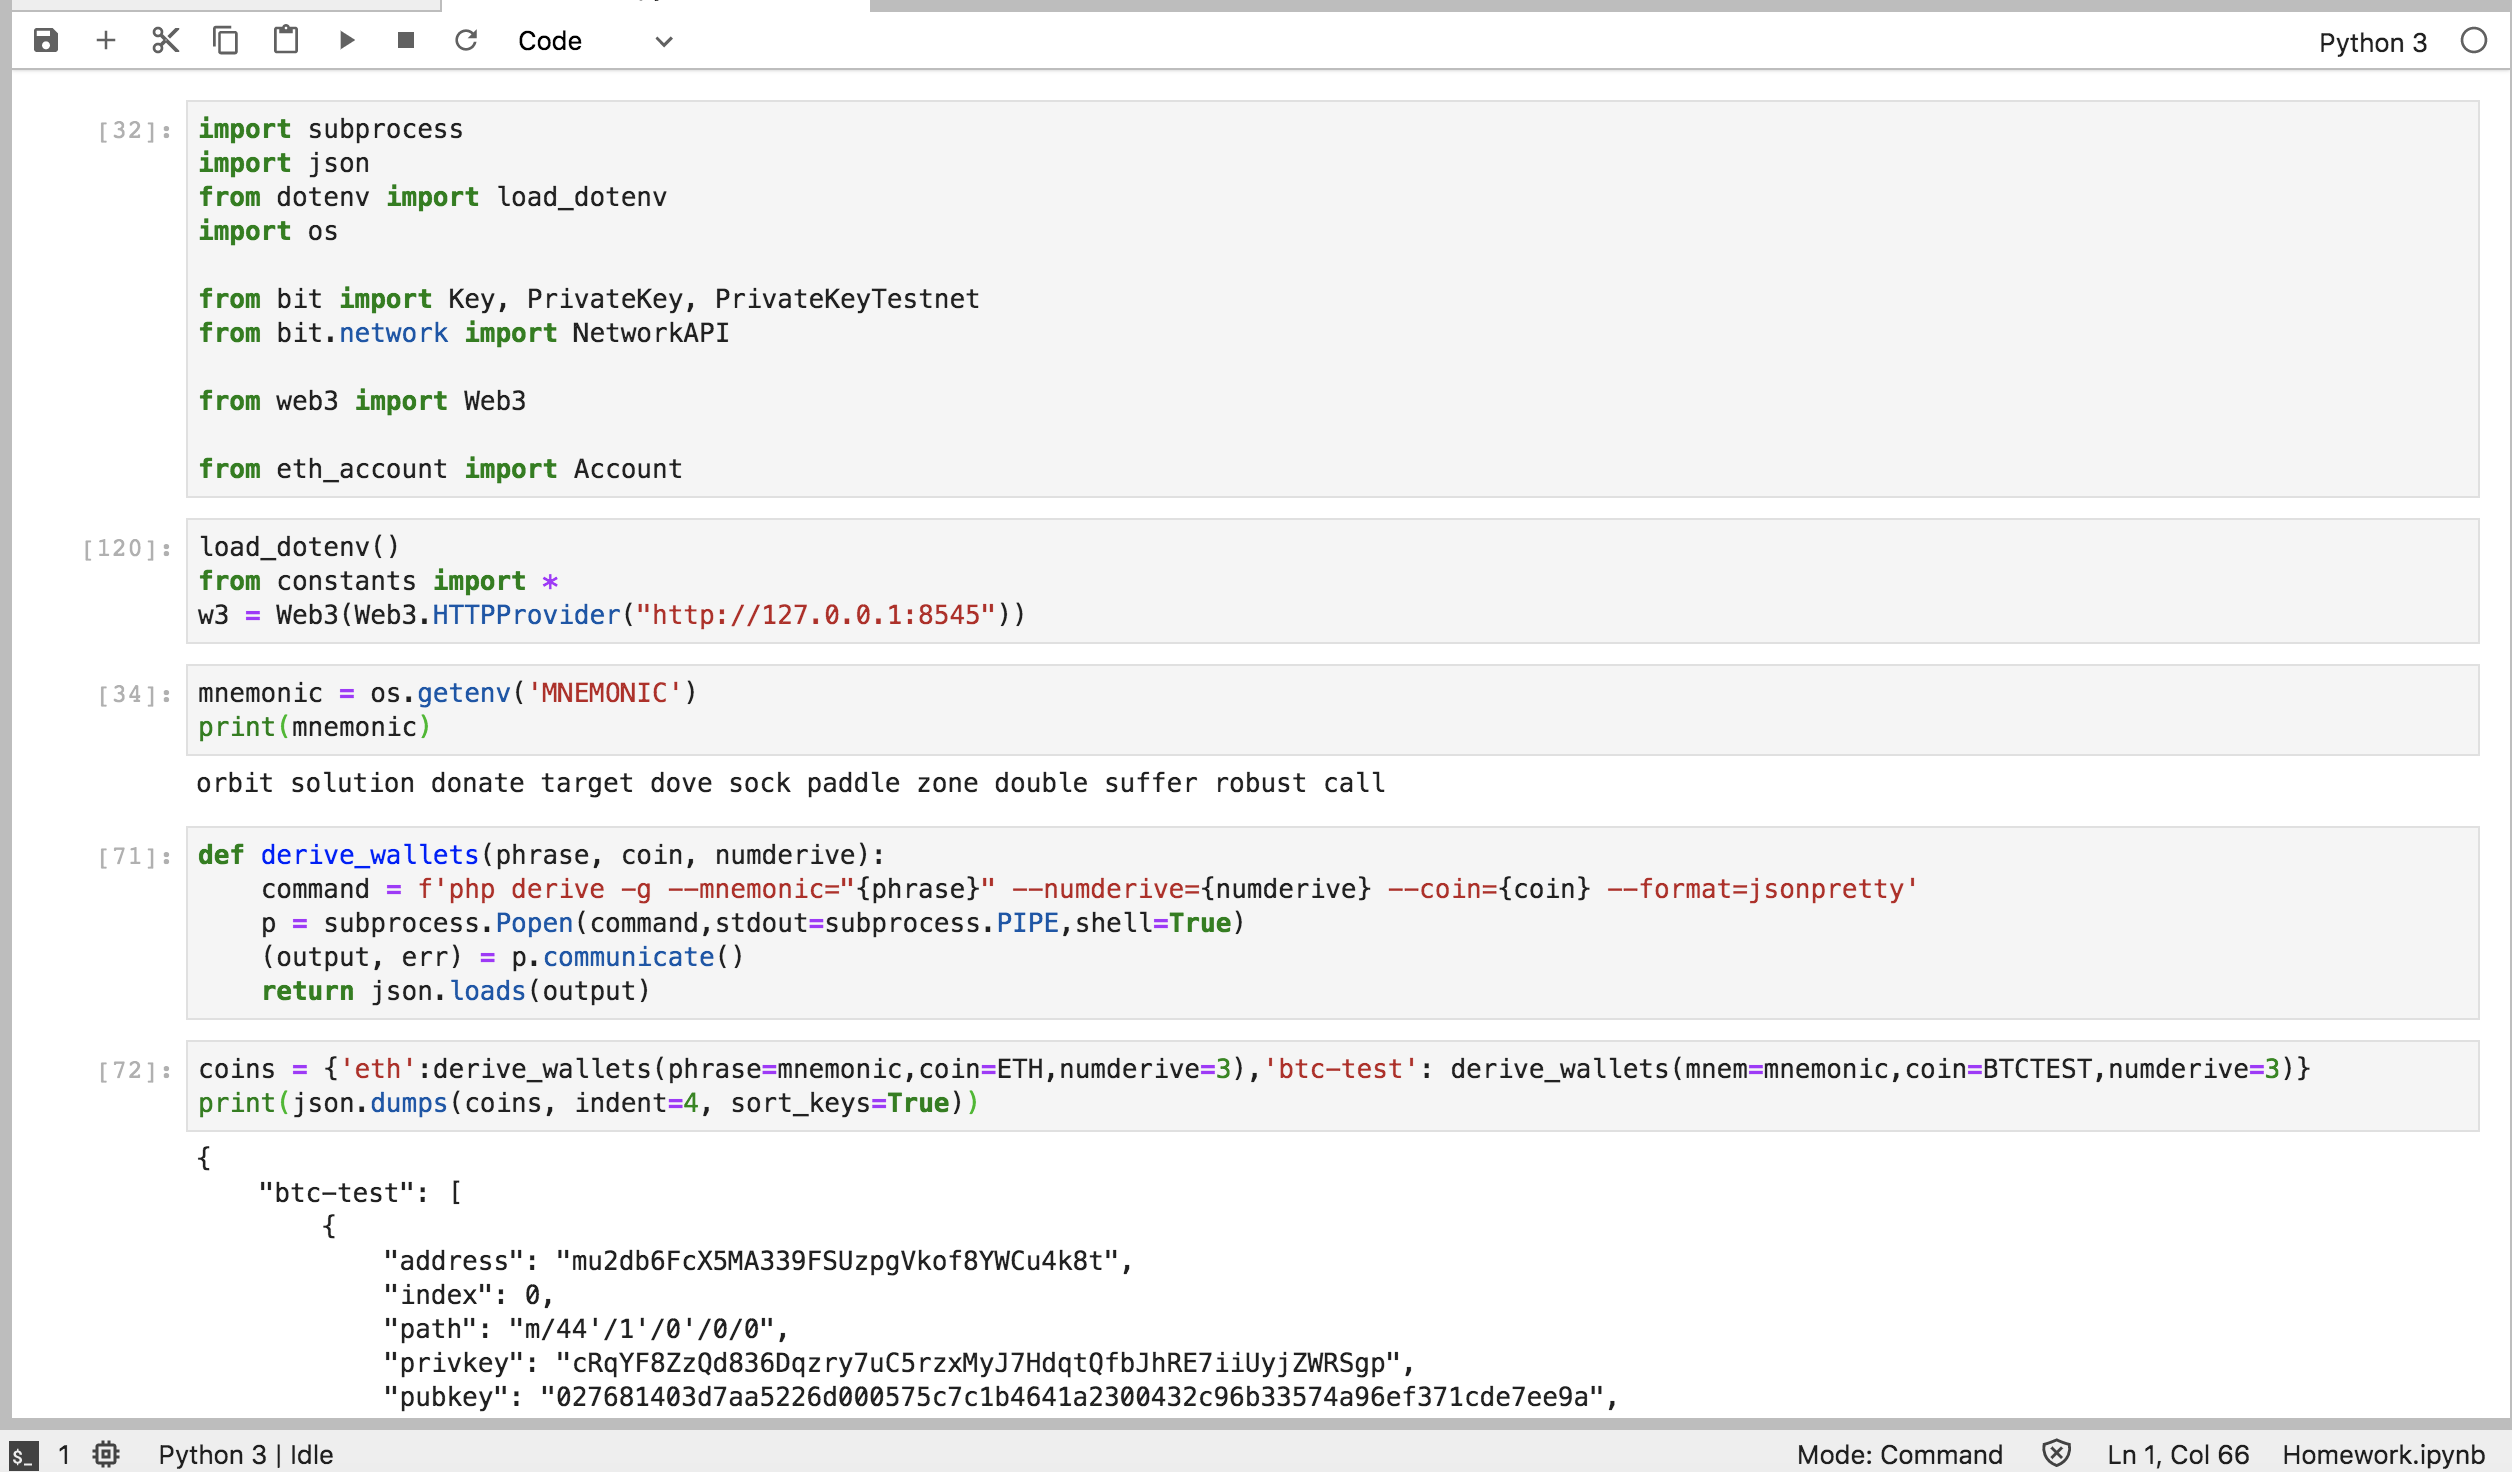 Code
Python 3
[32]:
import subprocess
import json
from dotenv import load_dotenv
import os
from bit import Key, PrivateKey, PrivateKeyTestnet
from bit.network import NetworkAPI
from web3 import Web3
from eth_account import Account
[120]:
load_dotenv()
from constants import *
w3 = Web3(Web3.HTTPProvider("http://127.0.0.1:8545"))
[34]:
mnemonic = os.getenv('MNEMONIC')
print(mnemonic)
orbit solution donate target dove sock paddle zone double suffer robust call
[71]:
def derive_wallets(phrase, coin, numderive):
    command = f'php derive -g --mnemonic="{phrase}" --numderive={numderive} --coin={coin} --format=jsonpretty'
    p = subprocess.Popen(command,stdout=subprocess.PIPE,shell=True)
    (output, err) = p.communicate()
    return json.loads(output)
[72]:
coins = {'eth':derive_wallets(phrase=mnemonic,coin=ETH,numderive=3),'btc-test': derive_wallets(mnem=mnemonic,coin=BTCTEST,numderive=3)}
print(json.dumps(coins, indent=4, sort_keys=True))
{
    "btc-test": [
        {
            "address": "mu2db6FcX5MA339FSUzpgVkof8YWCu4k8t",
            "index": 0,
            "path": "m/44'/1'/0'/0/0",
            "privkey": "cRqYF8ZzQd836Dqzry7uC5rzxMyJ7HdqtQfbJhRE7iiUyjZWRSgp",
            "pubkey": "027681403d7aa5226d000575c7c1b4641a2300432c96b33574a96ef371cde7ee9a",
$_ 1 Python 3 | Idle
Mode: Command
Ln 1, Col 66
Homework.ipynb